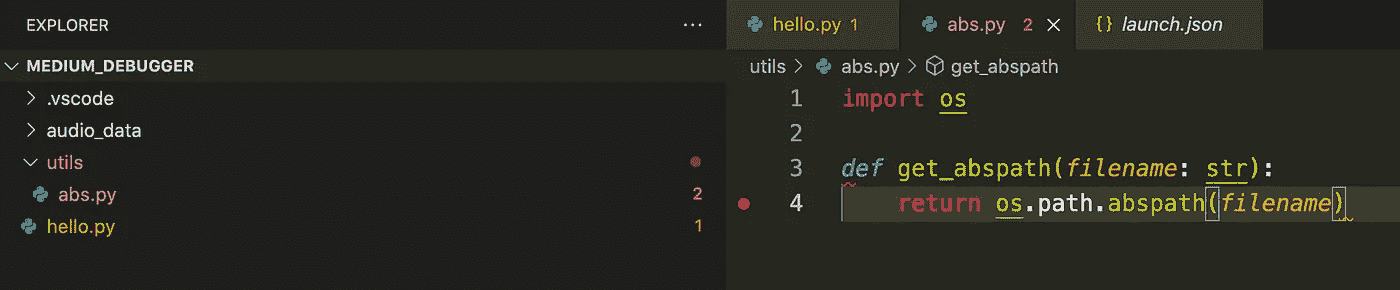 EXPLORER ...
MEDIUM_DEBUGGER
.vscode
audio_data
utils
abs.py 2
hello.py 1
hello.py 1 abs.py 2 launch.json
utils > abs.py > get_abspath
1 import os
2
3 def get_abspath(filename: str):
4     return os.path.abspath(filename)